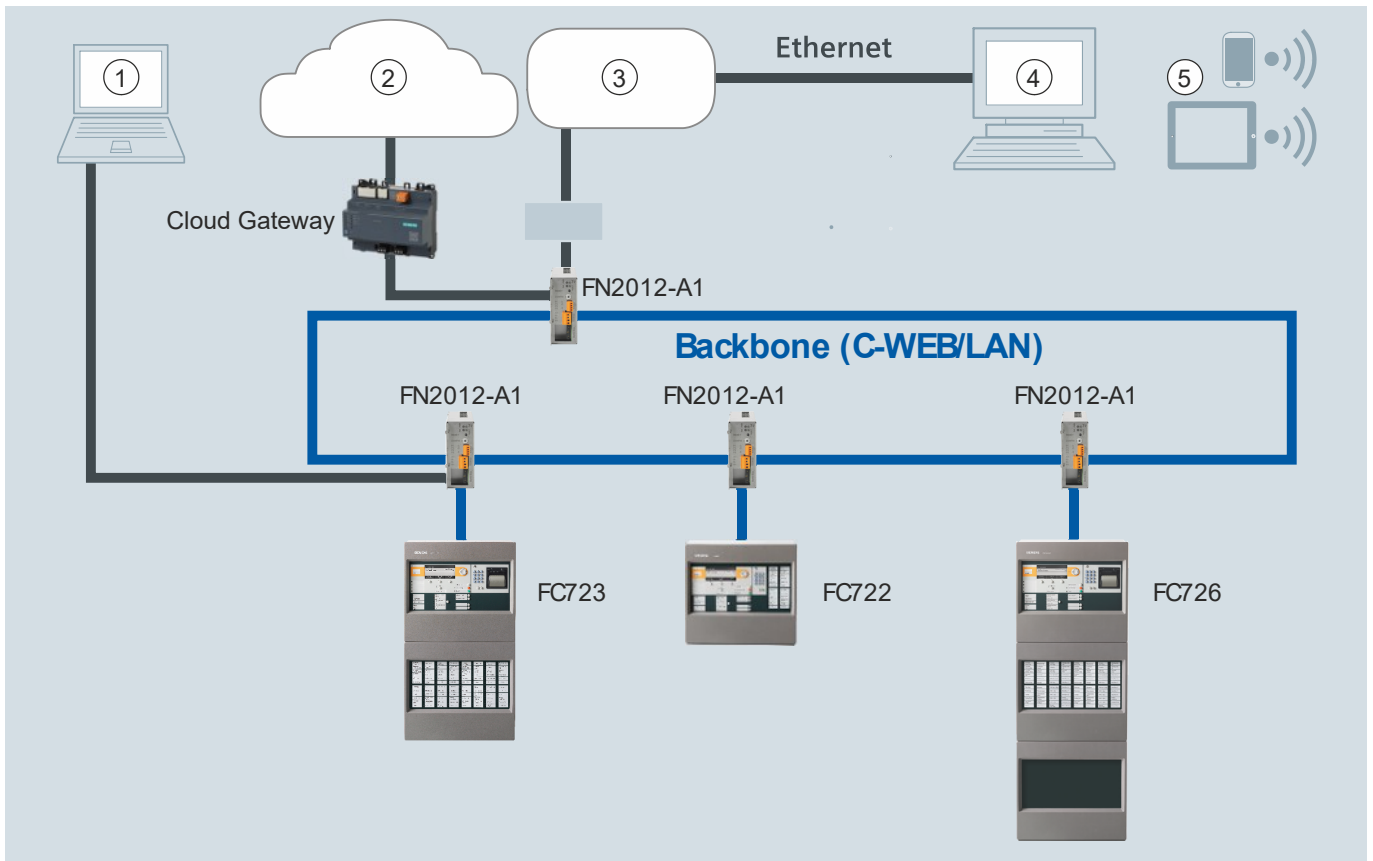 Ethernet
1
2
3
4
5
Cloud Gateway
FN2012-A1
Backbone (C-WEB/LAN)
FN2012-A1
FN2012-A1
FN2012-A1
FC723
FC722
FC726